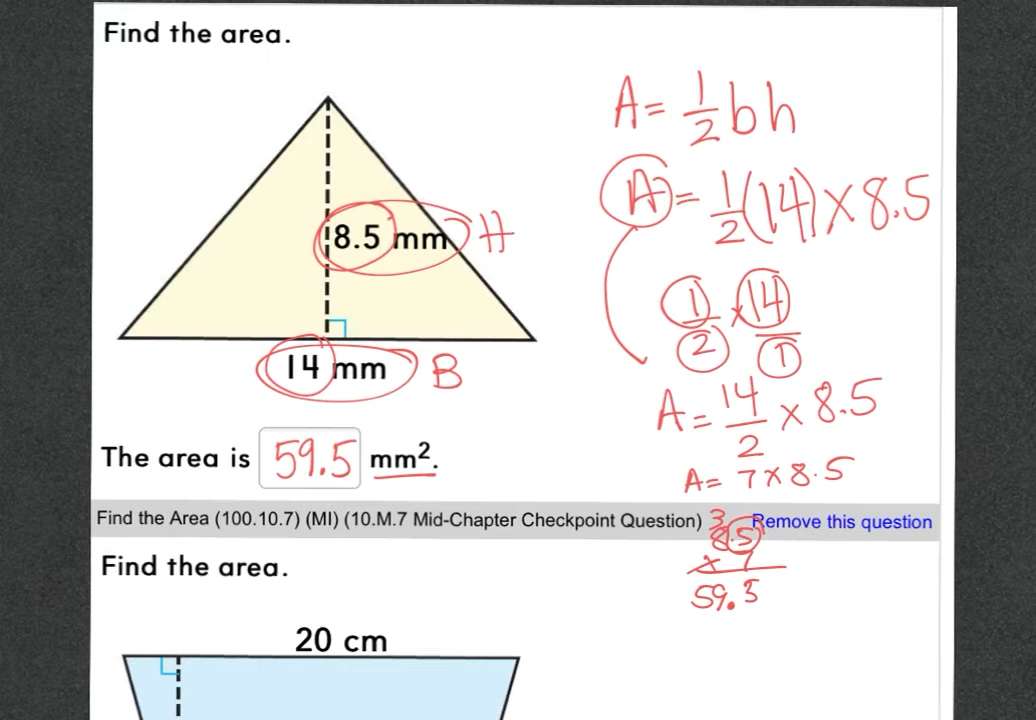 Find the area.
A = 1/2 bh
A = 1/2 (14) × 8.5
8.5 mm H
1/2 × 14/1
14 mm B
A = 14/2 × 8.5
The area is 59.5 mm².
A = 7 × 8.5
Find the Area (100.10.7) (MI) (10.M.7 Mid-Chapter Checkpoint Question) Remove this question
3
8.5
× 7
59.5
Find the area.
20 cm